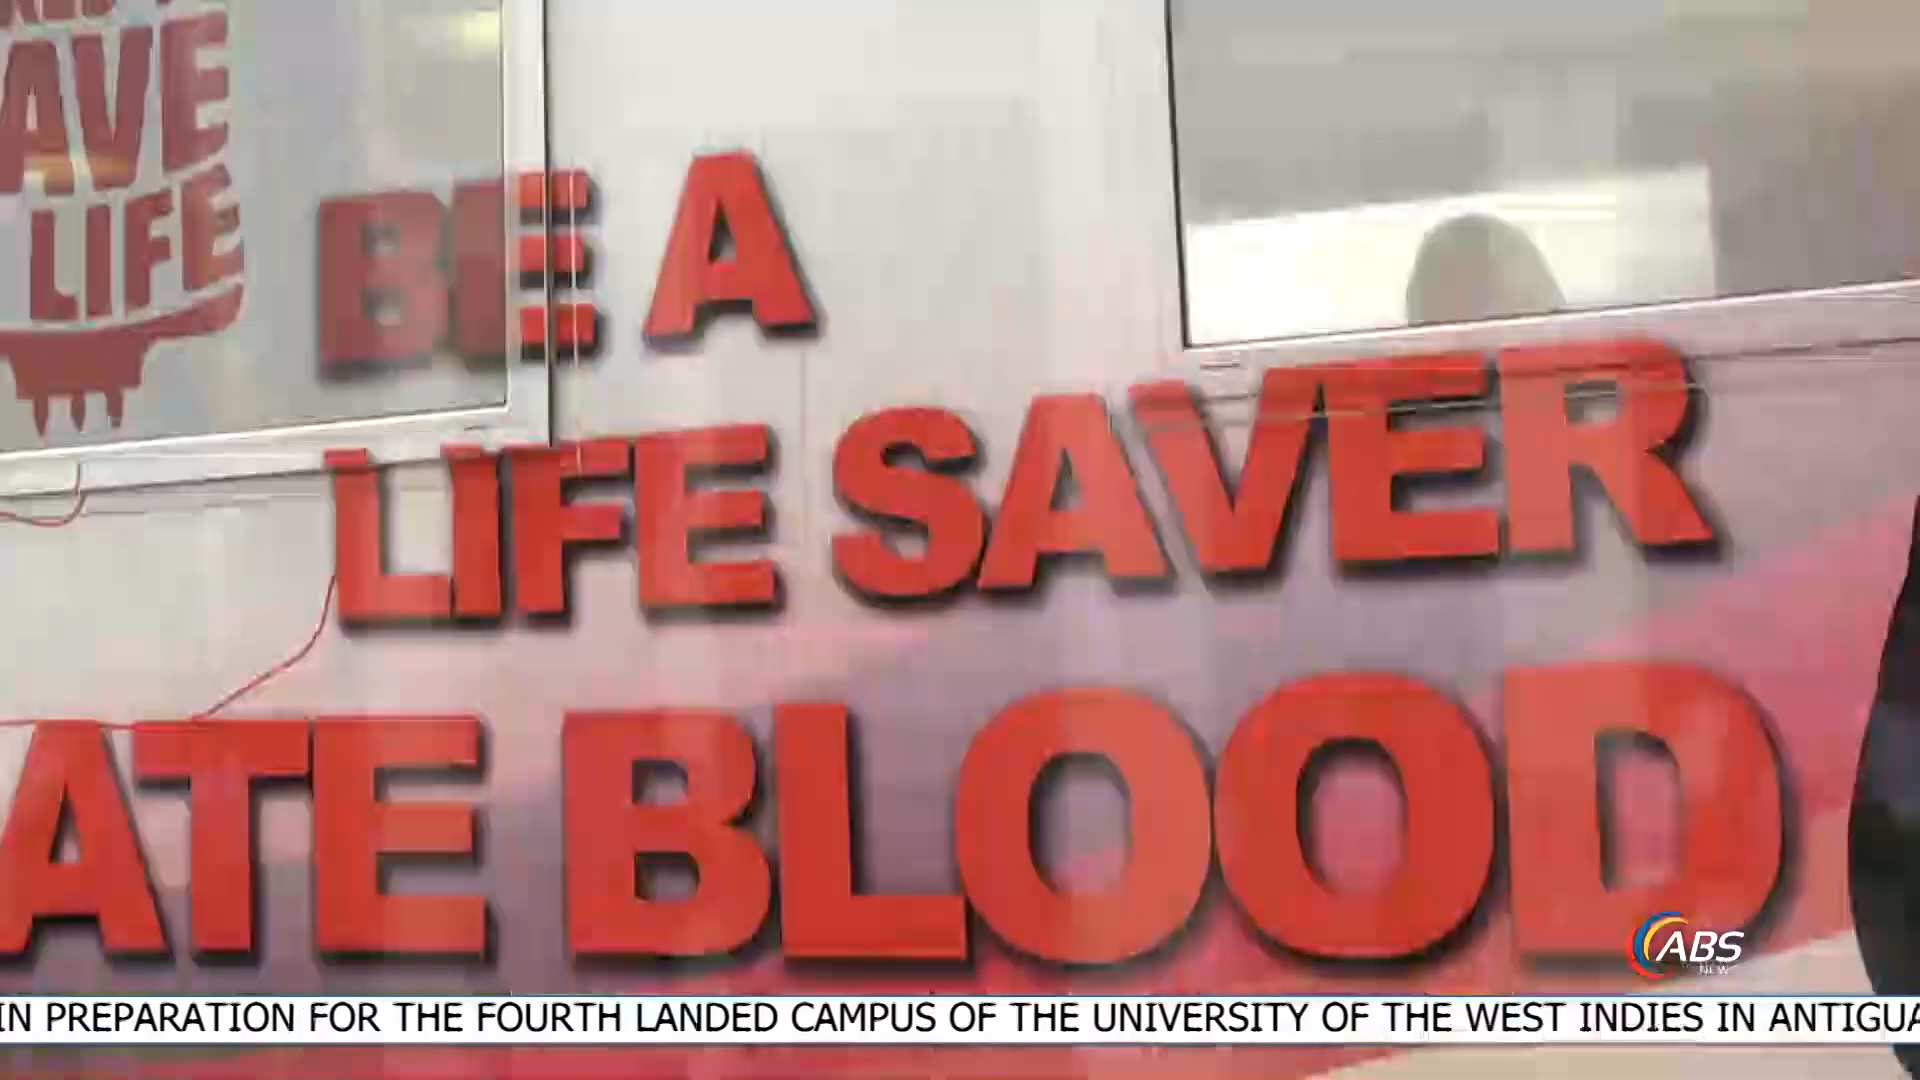 AVE
LIFE
BE A
LIFE SAVER
ATE BLOOD
ABS
NEW
IN PREPARATION FOR THE FOURTH LANDED CAMPUS OF THE UNIVERSITY OF THE WEST INDIES IN ANTIGUA